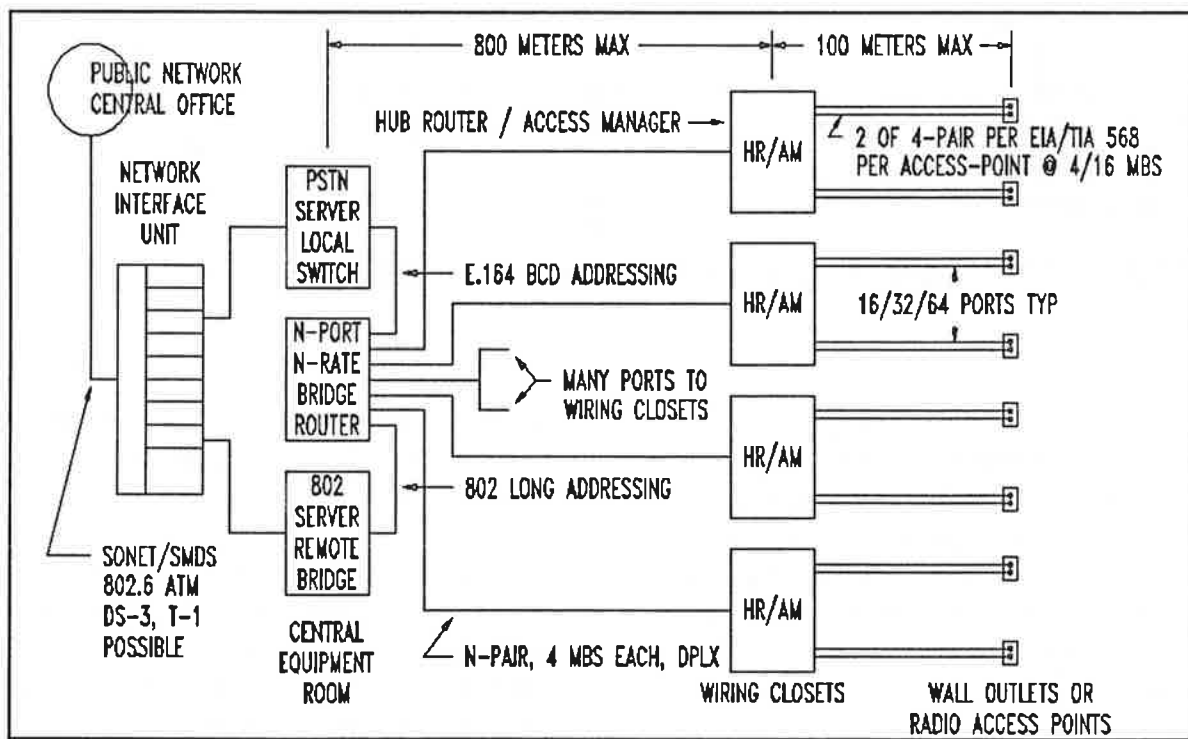 800 METERS MAX
100 METERS MAX
PUBLIC NETWORK
CENTRAL OFFICE
HUB ROUTER / ACCESS MANAGER
HR/AM
2 OF 4-PAIR PER EIA/TIA 568
PER ACCESS-POINT @ 4/16 MBS
NETWORK
INTERFACE
UNIT
PSTN
SERVER
LOCAL
SWITCH
E.164 BCD ADDRESSING
HR/AM
16/32/64 PORTS TYP
N-PORT
N-RATE
BRIDGE
ROUTER
MANY PORTS TO
WIRING CLOSETS
HR/AM
802
SERVER
REMOTE
BRIDGE
802 LONG ADDRESSING
SONET/SMDS
802.6 ATM
DS-3, T-1
POSSIBLE
HR/AM
CENTRAL
EQUIPMENT
ROOM
N-PAIR, 4 MBS EACH, DPLX
WIRING CLOSETS
WALL OUTLETS OR
RADIO ACCESS POINTS